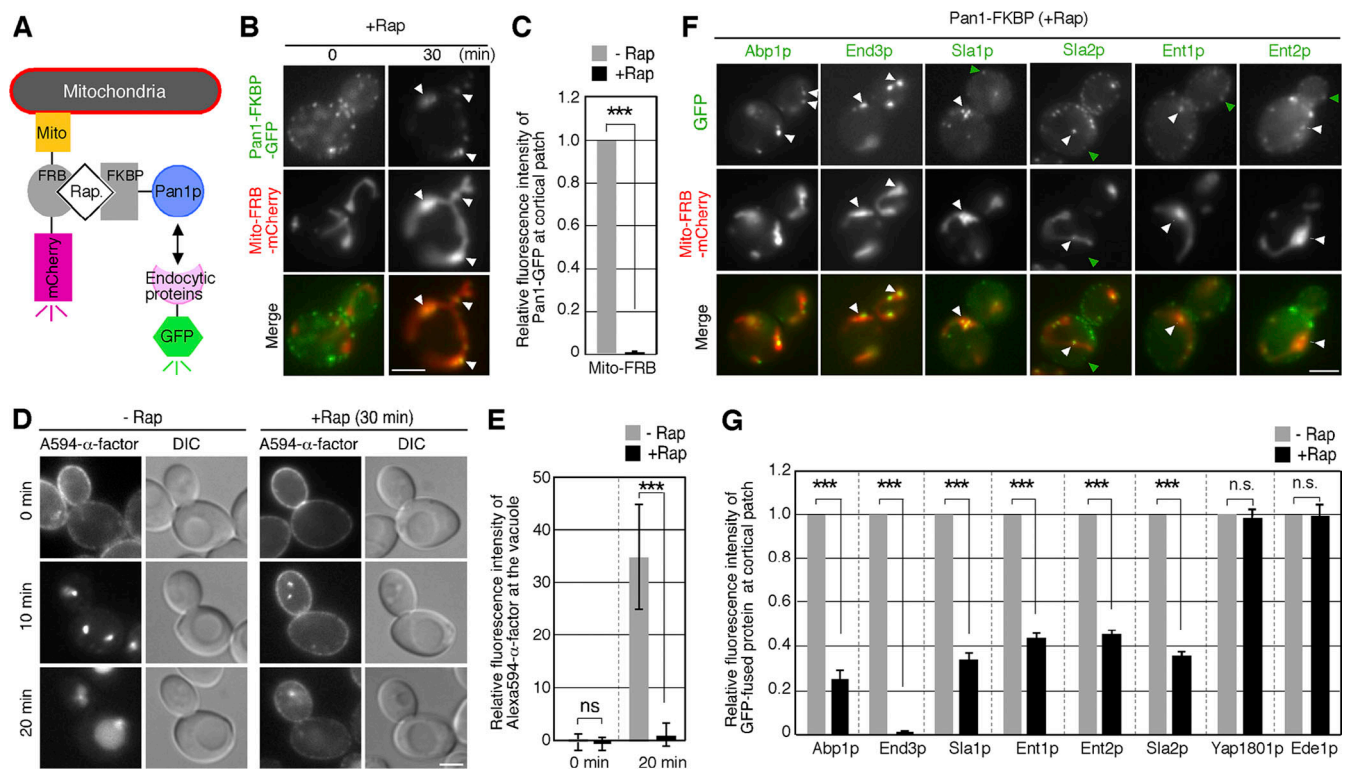 A
Mitochondria
Mito
FRB
Rap.
FKBP
Pan1p
mCherry
Endocytic
proteins
GFP
B
+Rap
0
30
(min)
Pan1-FKBP
-GFP
Mito-FRB
-mCherry
Merge
C
- Rap
+Rap
Relative fluorescence intensity of
Pan1-GFP at cortical patch
1.2
1.0
0.8
0.6
0.4
0.2
0
***
Mito-FRB
D
- Rap
+Rap (30 min)
A594-α-factor
DIC
A594-α-factor
DIC
0 min
10 min
20 min
E
- Rap
+Rap
Relative fluorescence intensity of
Alexa594-α-factor at the vacuole
50
40
30
20
10
0
ns
***
0 min
20 min
F
Pan1-FKBP (+Rap)
Abp1p
End3p
Sla1p
Sla2p
Ent1p
Ent2p
GFP
Mito-FRB
-mCherry
Merge
G
- Rap
+Rap
Relative fluorescence intensity of
GFP-fused protein at cortical patch
1.2
1.0
0.8
0.6
0.4
0.2
0
***
***
***
***
***
***
n.s.
n.s.
Abp1p
End3p
Sla1p
Ent1p
Ent2p
Sla2p
Yap1801p
Ede1p